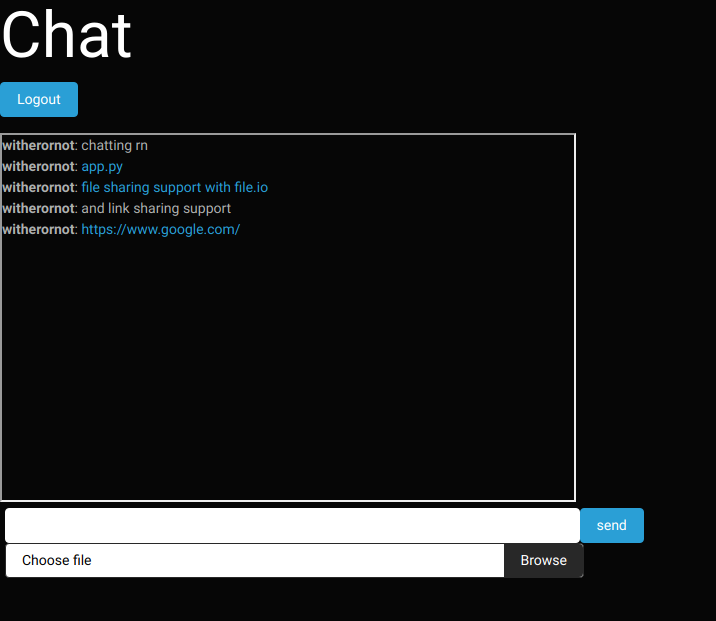 Chat
Logout
witherornot: chatting rn
witherornot: app.py
witherornot: file sharing support with file.io
witherornot: and link sharing support
witherornot: https://www.google.com/
send
Choose file Browse